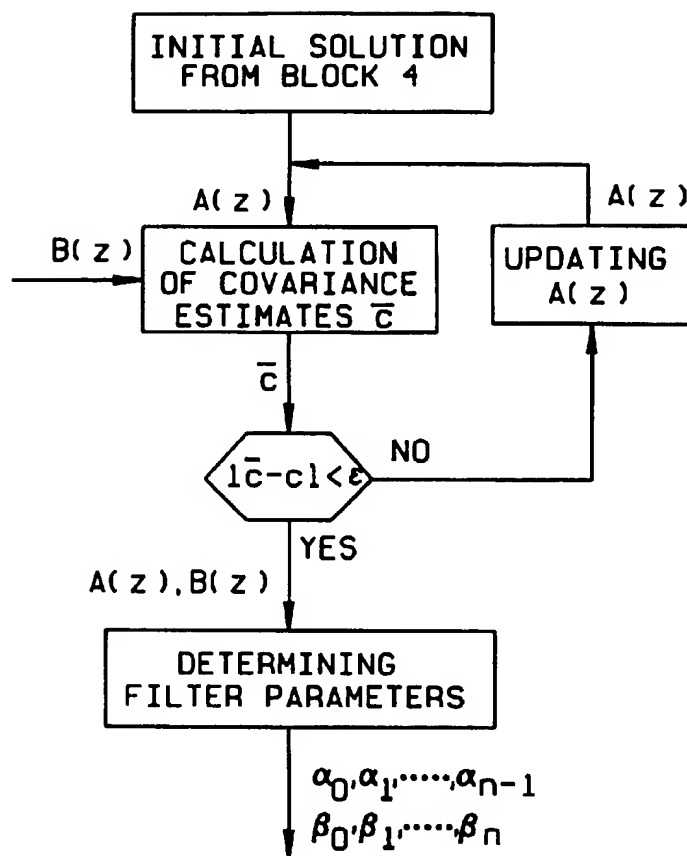 INITIAL SOLUTION
FROM BLOCK 4
A(z)
A(z)
B(z)
CALCULATION
OF COVARIANCE
ESTIMATES c̅
UPDATING
A(z)
c̅
|c̅-c|<ε
NO
YES
A(z),B(z)
DETERMINING
FILTER PARAMETERS
α₀,α₁,·····,αₙ₋₁
β₀,β₁,·····,βₙ